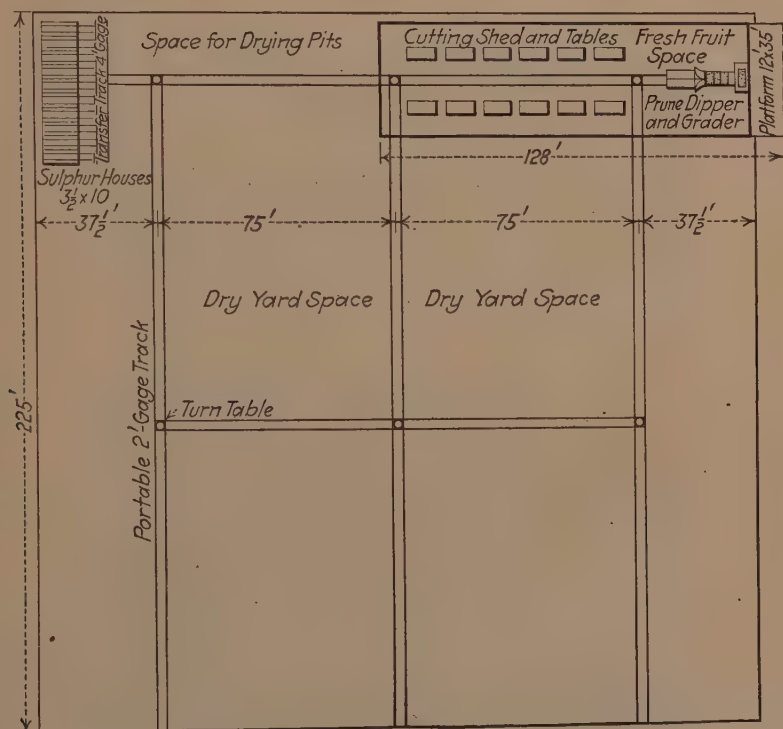 Space for Drying Pits
Cutting Shed and Tables
Fresh Fruit
Space
Platform 12'x35'
Transfer Track 4' Gage
Prune Dipper
and Grader
128'
Sulphur Houses
3½ x 10
37½'
75'
75'
37½'
Dry Yard Space
Dry Yard Space
225'
Portable 2'-Gage Track
Turn Table